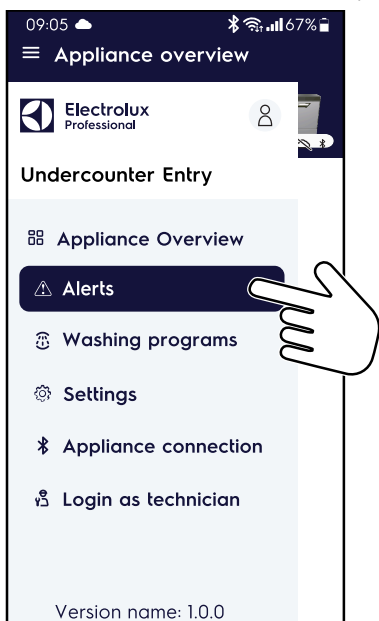 09:05 67%
Appliance overview
Electrolux
Professional
Undercounter Entry
Appliance Overview
Alerts
Washing programs
Settings
Appliance connection
Login as technician
Version name: 1.0.0